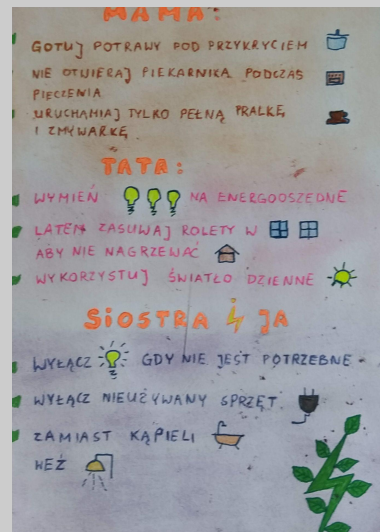 MAMA:
GOTUJ POTRAWY POD PRZYKRYCIEM
NIE OTWIERAJ PIEKARNIKA PODCZAS
PIECZENIA
URUCHAMIAJ TYLKO PEŁNĄ PRALKĘ
I ZMYWARKĘ
TATA:
WYMIEŃ NA ENERGOOSZĘDNE
LATEM ZASUWAJ ROLETY W
ABY NIE NAGRZEWAĆ
WYKORZYSTUJ ŚWIATŁO DZIENNE
SIOSTRA i JA
WYŁĄCZ GDY NIE JEST POTRZEBNE
WYŁĄCZ NIEUŻYWANY SPRZĘT
ZAMIAST KĄPIELI
WEŹ